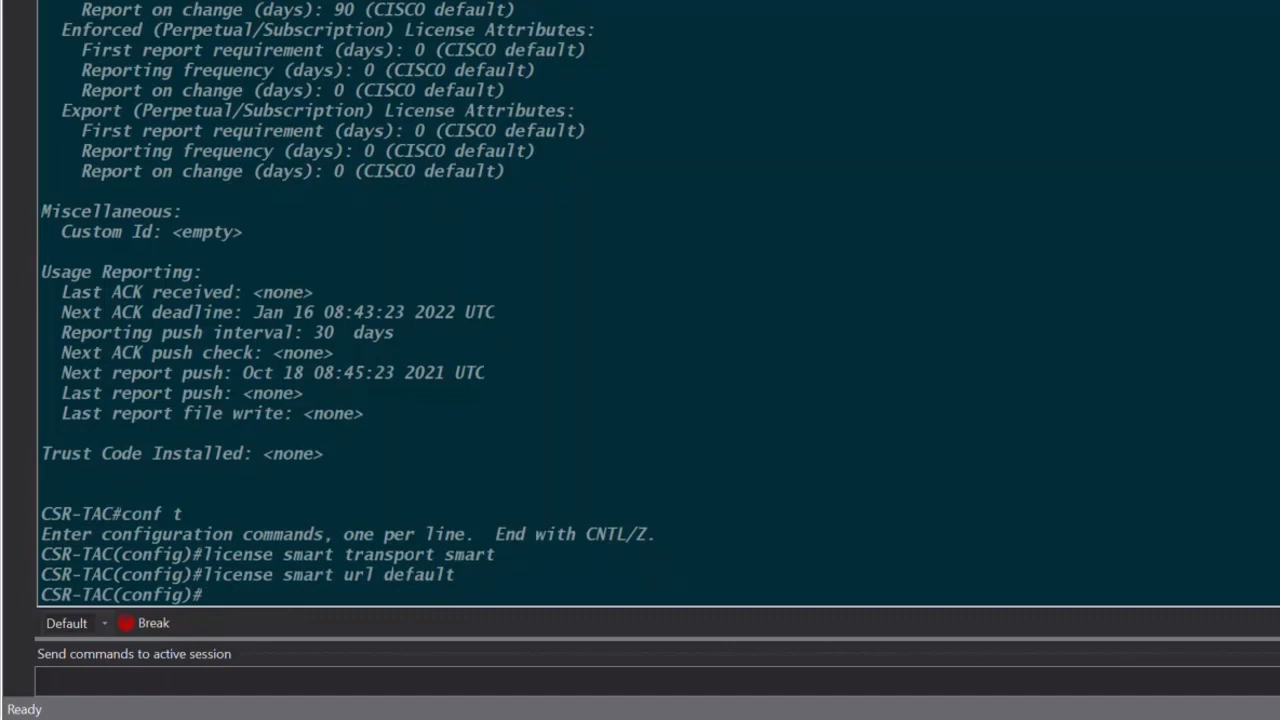 Report on change (days): 90 (CISCO default)
Enforced (Perpetual/Subscription) License Attributes:
First report requirement (days): 0 (CISCO default)
Reporting frequency (days): 0 (CISCO default)
Report on change (days): 0 (CISCO default)
Export (Perpetual/Subscription) License Attributes:
First report requirement (days): 0 (CISCO default)
Reporting frequency (days): 0 (CISCO default)
Report on change (days): 0 (CISCO default)
Miscellaneous:
Custom Id: <empty>
Usage Reporting:
Last ACK received: <none>
Next ACK deadline: Jan 16 08:43:23 2022 UTC
Reporting push interval: 30  days
Next ACK push check: <none>
Next report push: Oct 18 08:45:23 2021 UTC
Last report push: <none>
Last report file write: <none>
Trust Code Installed: <none>
CSR-TAC#conf t
Enter configuration commands, one per line.  End with CNTL/Z.
CSR-TAC(config)#license smart transport smart
CSR-TAC(config)#license smart url default
CSR-TAC(config)#
Default Break
Send commands to active session
Ready